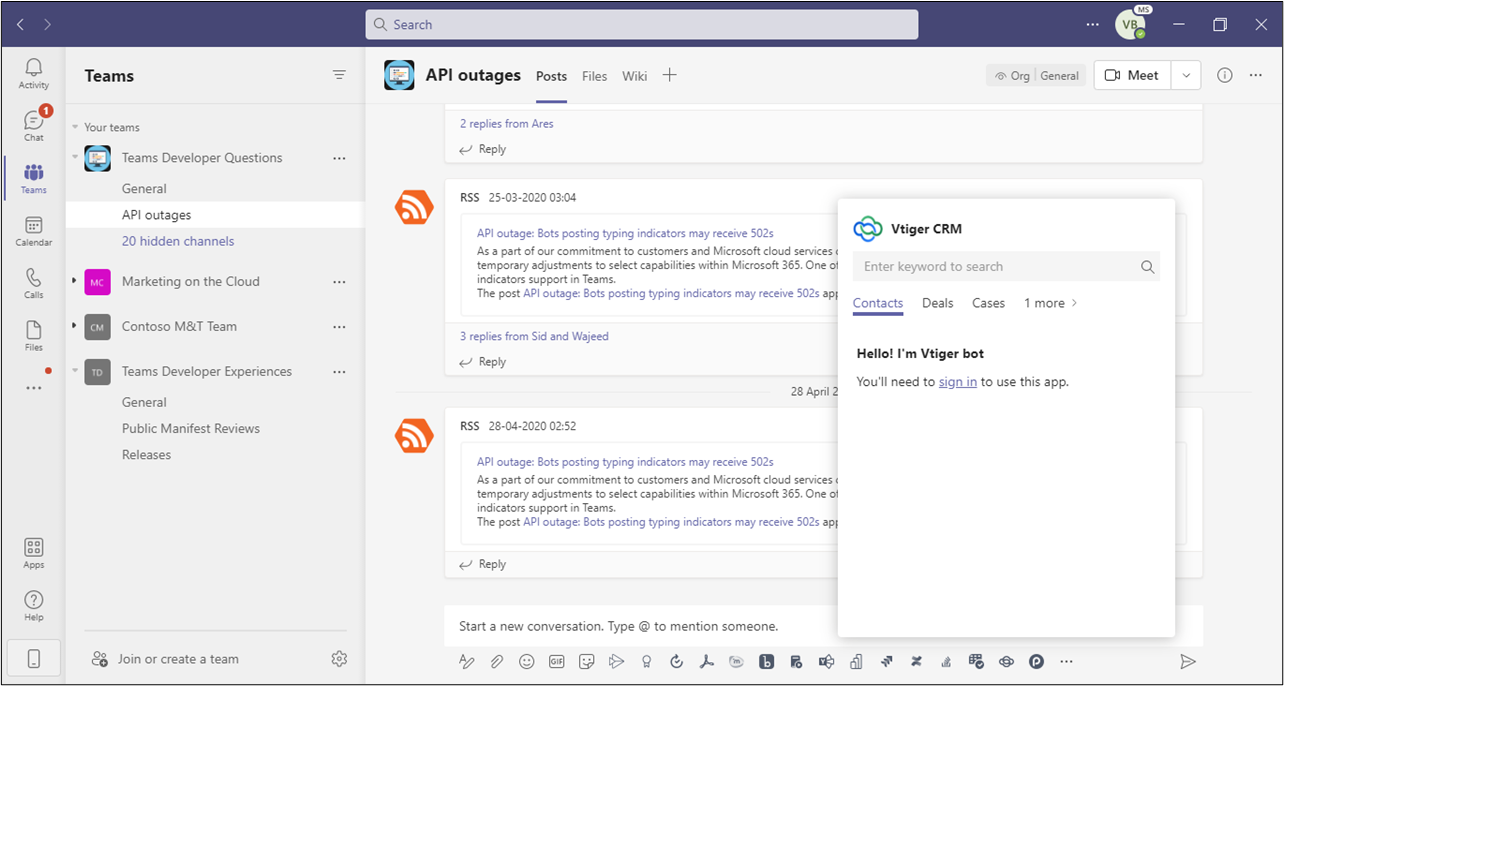 Search
MS
VB
Activity
1
Chat
Teams
Calendar
Calls
Files
Apps
Help
Teams
Your teams
Teams Developer Questions
General
API outages
20 hidden channels
MC Marketing on the Cloud
CM Contoso M&T Team
TD Teams Developer Experiences
General
Public Manifest Reviews
Releases
Join or create a team
API outages Posts Files Wiki
Org General Meet
2 replies from Ares
Reply
RSS 25-03-2020 03:04
API outage: Bots posting typing indicators may receive 502s
As a part of our commitment to customers and Microsoft cloud services
temporary adjustments to select capabilities within Microsoft 365. One of
indicators support in Teams.
The post API outage: Bots posting typing indicators may receive 502s
3 replies from Sid and Wajeed
Reply
28 April
RSS 28-04-2020 02:52
API outage: Bots posting typing indicators may receive 502s
As a part of our commitment to customers and Microsoft cloud services
temporary adjustments to select capabilities within Microsoft 365. One of
indicators support in Teams.
The post API outage: Bots posting typing indicators may receive 502s
Reply
Start a new conversation. Type @ to mention someone.
GIF
Vtiger CRM
Enter keyword to search
Contacts Deals Cases 1 more
Hello! I'm Vtiger bot
You'll need to sign in to use this app.